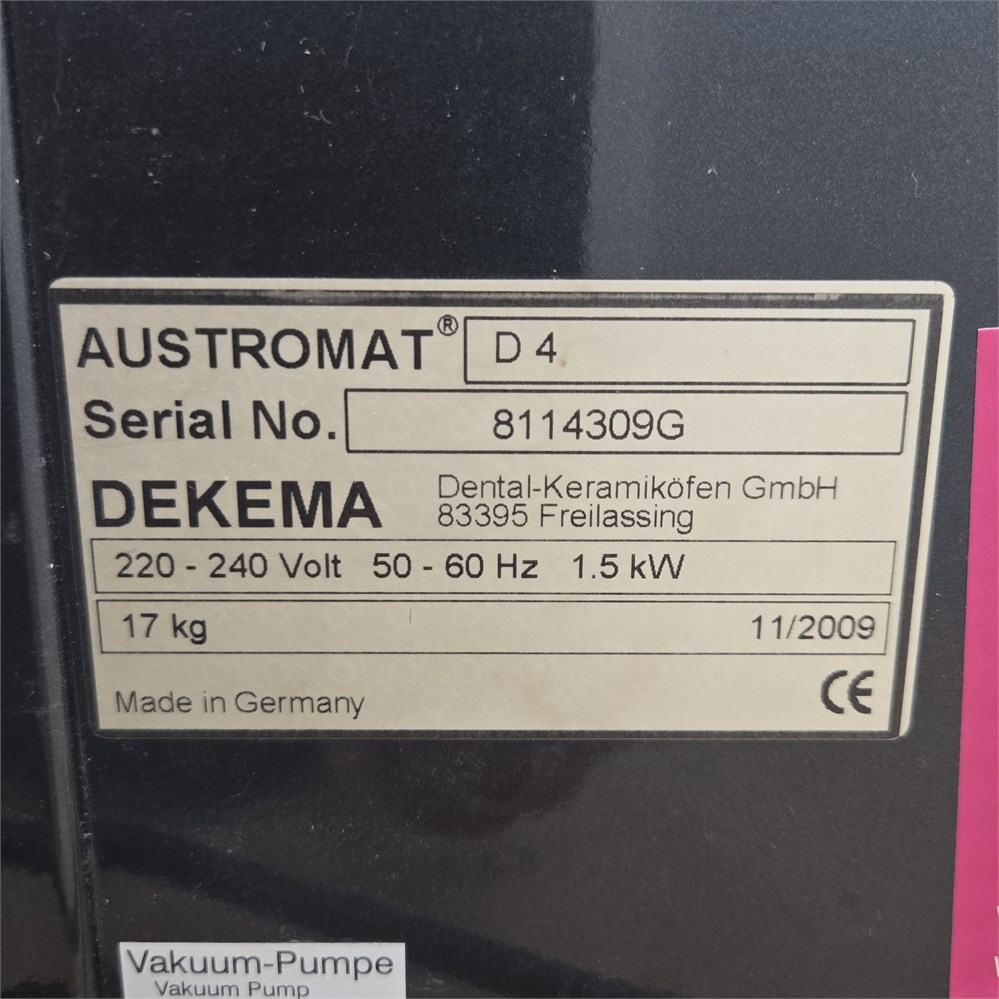 AUSTROMAT® D 4
Serial No. 8114309G
DEKEMA Dental-Keramiköfen GmbH
83395 Freilassing
220 - 240 Volt 50 - 60 Hz 1.5 kW
17 kg 11/2009
Made in Germany CE
Vakuum-Pumpe
Vakuum Pump